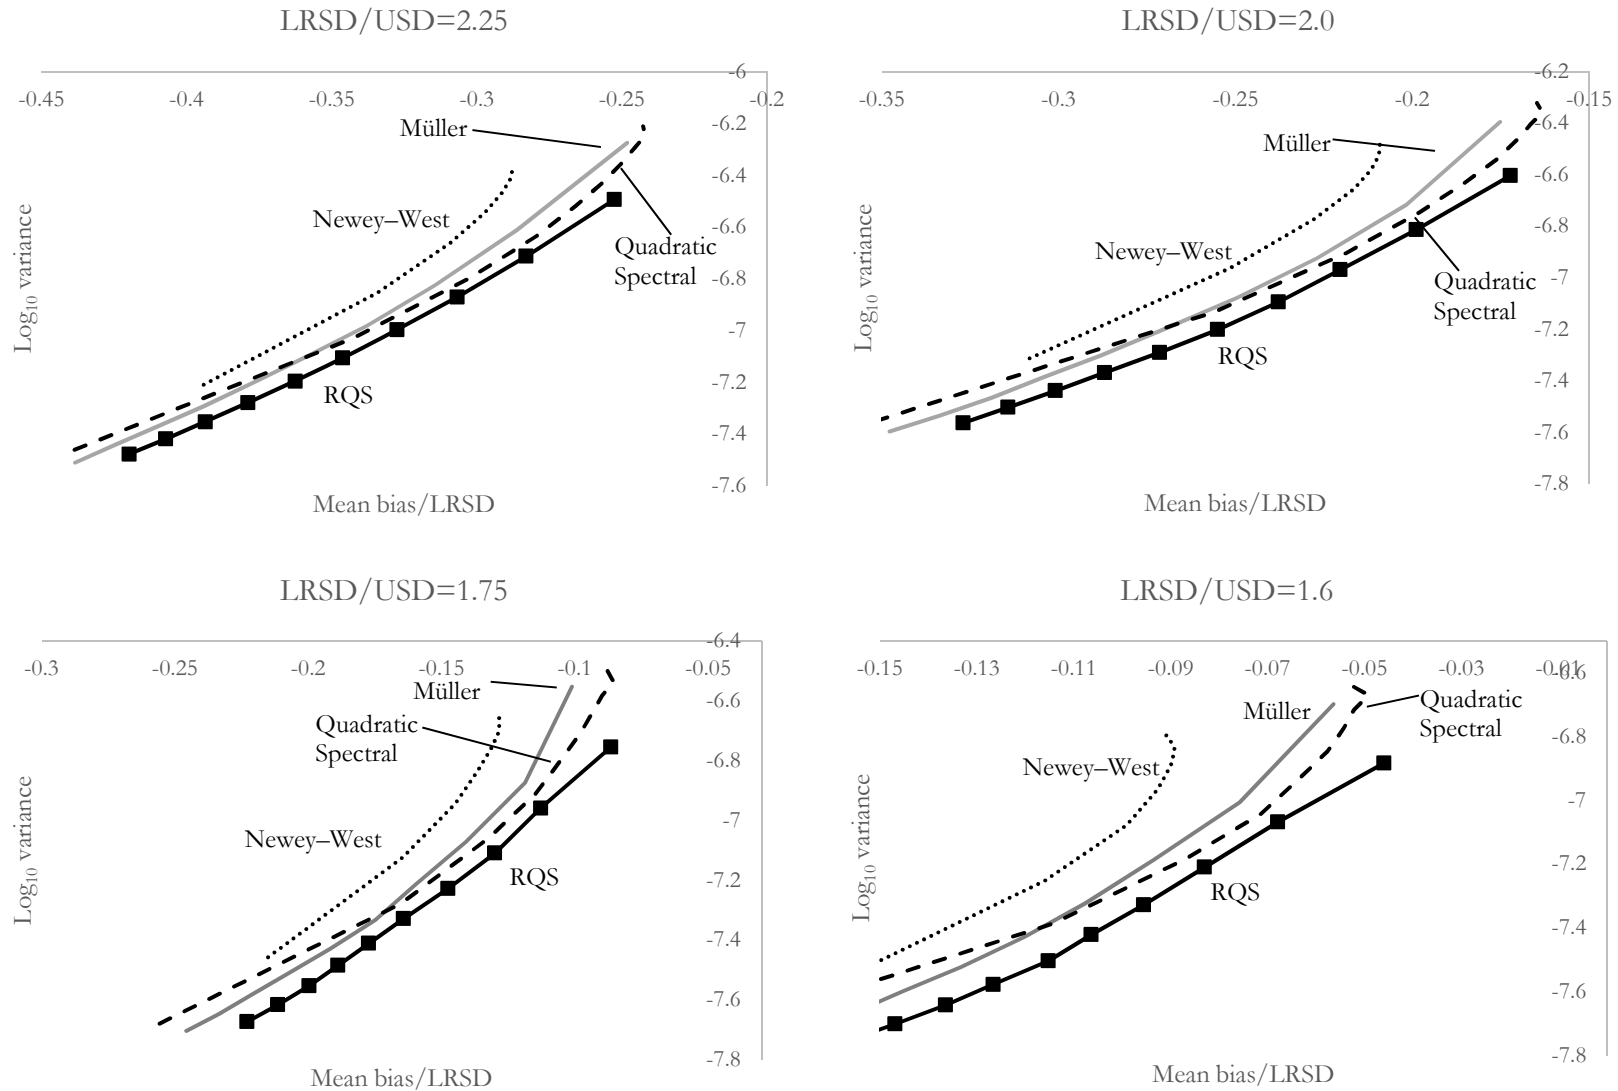 LRSD/USD=2.25
-6
-0.45 -0.4 -0.35 -0.3 -0.25 -0.2
Müller
-6.2
-6.4
Newey–West
-6.6
Quadratic
Spectral
-6.8
-7
-7.2
RQS
-7.4
-7.6
Log10 variance
Mean bias/LRSD
LRSD/USD=2.0
-6.2
-0.35 -0.3 -0.25 -0.2 -0.15
-6.4
Müller
-6.6
-6.8
Newey–West
-7
Quadratic
Spectral
-7.2
RQS
-7.4
-7.6
-7.8
Log10 variance
Mean bias/LRSD
LRSD/USD=1.75
-6.4
-0.3 -0.25 -0.2 -0.15 -0.1 -0.05
Müller
-6.6
Quadratic
Spectral
-6.8
-7
Newey–West
RQS
-7.2
-7.4
-7.6
-7.8
Log10 variance
Mean bias/LRSD
LRSD/USD=1.6
-0.15 -0.13 -0.11 -0.09 -0.07 -0.05 -0.03 -0.01
-6.6
Müller
Quadratic
Spectral
-6.8
Newey–West
-7
-7.2
RQS
-7.4
-7.6
-7.8
Log10 variance
Mean bias/LRSD